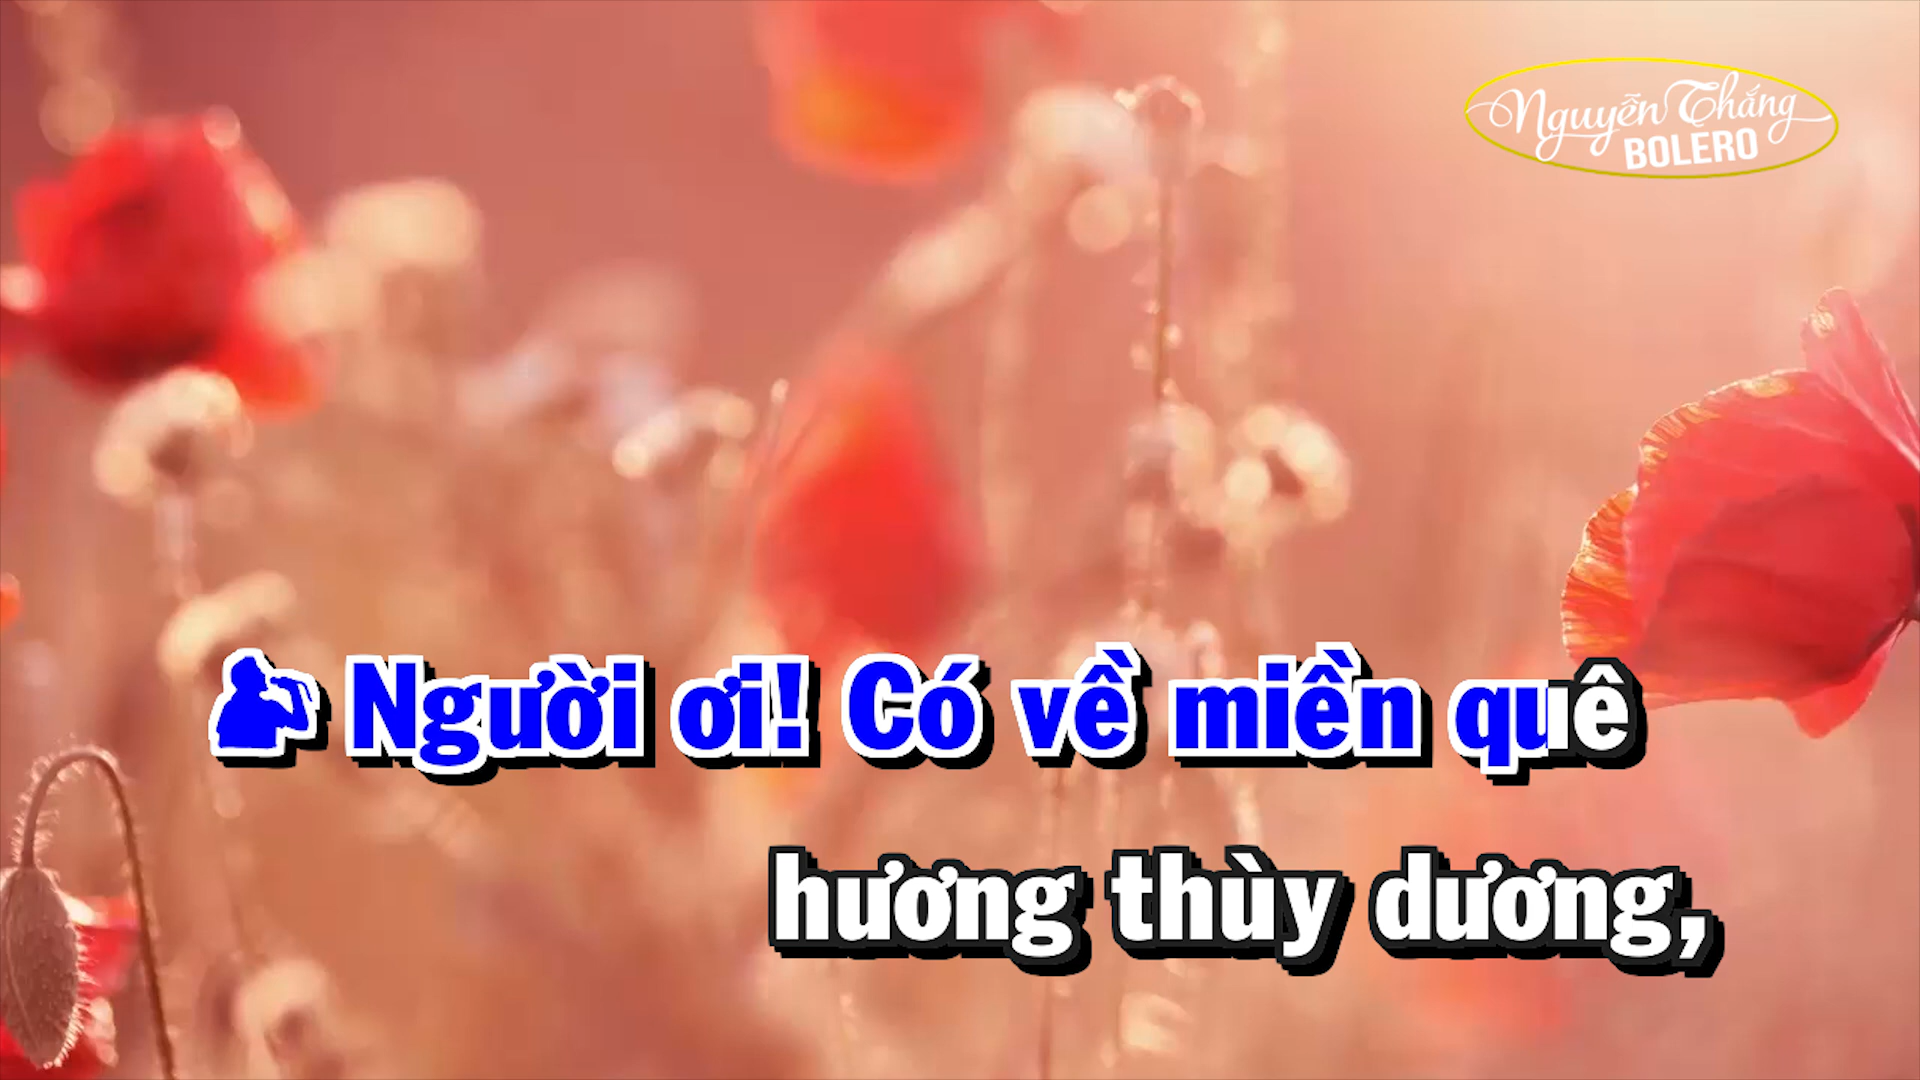 Nguyễn Thắng
BOLERO
Người ơi! Có về miền quê
hương thùy dương,